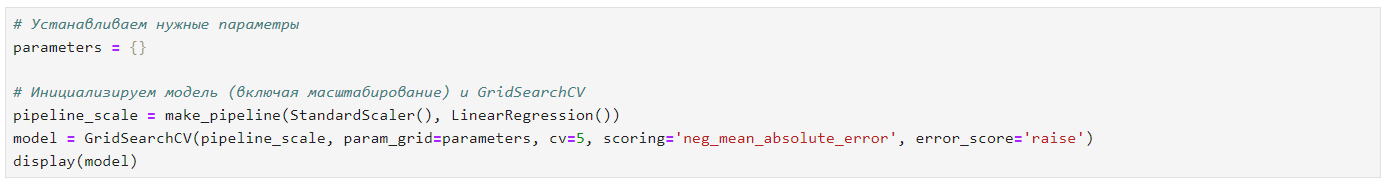 # Устанавливаем нужные параметры
parameters = {}
# Инициализируем модель (включая масштабирование) и GridSearchCV
pipeline_scale = make_pipeline(StandardScaler(), LinearRegression())
model = GridSearchCV(pipeline_scale, param_grid=parameters, cv=5, scoring='neg_mean_absolute_error', error_score='raise')
display(model)